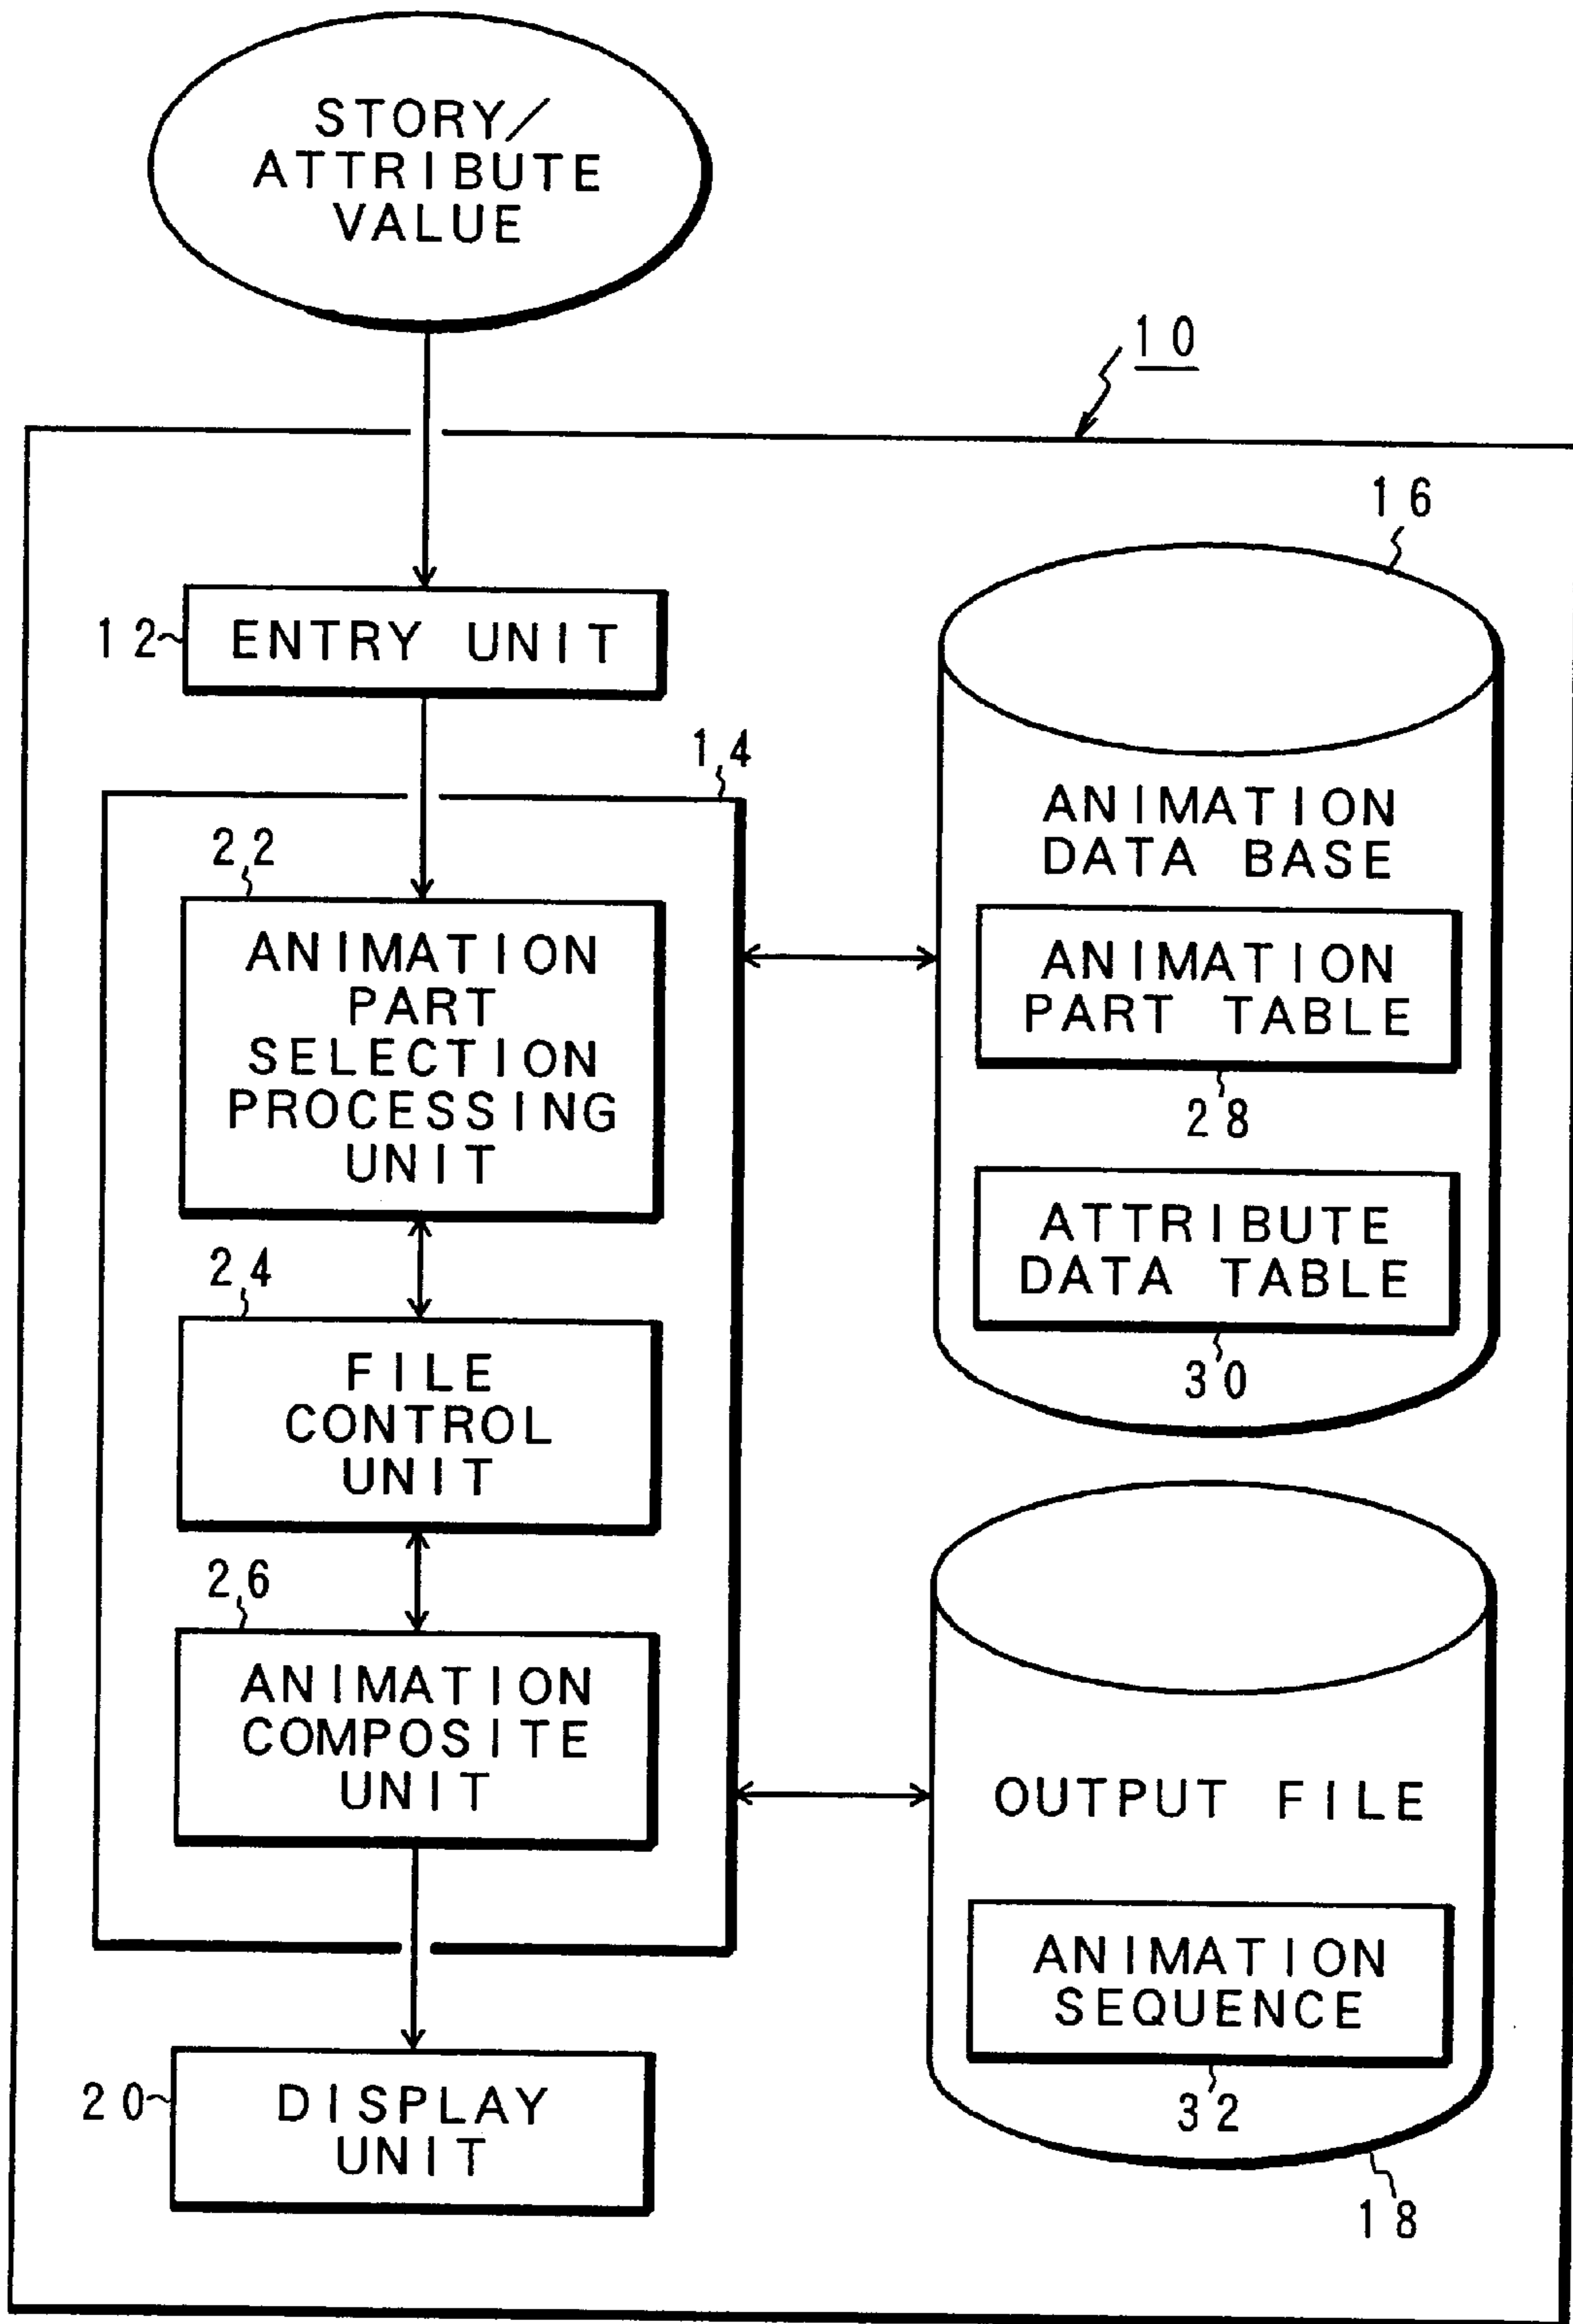 STORY/
ATTRIBUTE
VALUE
10
16
12
ENTRY UNIT
14
ANIMATION
DATA BASE
22
ANIMATION
PART
SELECTION
PROCESSING
UNIT
ANIMATION
PART TABLE
28
ATTRIBUTE
DATA TABLE
30
24
FILE
CONTROL
UNIT
26
ANIMATION
COMPOSITE
UNIT
OUTPUT FILE
ANIMATION
SEQUENCE
32
20
DISPLAY
UNIT
18